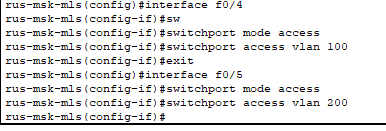 rus-msk-mls(config)#interface f0/4
rus-msk-mls(config-if)#sw
rus-msk-mls(config-if)#switchport mode access
rus-msk-mls(config-if)#switchport access vlan 100
rus-msk-mls(config-if)#exit
rus-msk-mls(config)#interface f0/5
rus-msk-mls(config-if)#switchport mode access
rus-msk-mls(config-if)#switchport access vlan 200
rus-msk-mls(config-if)#